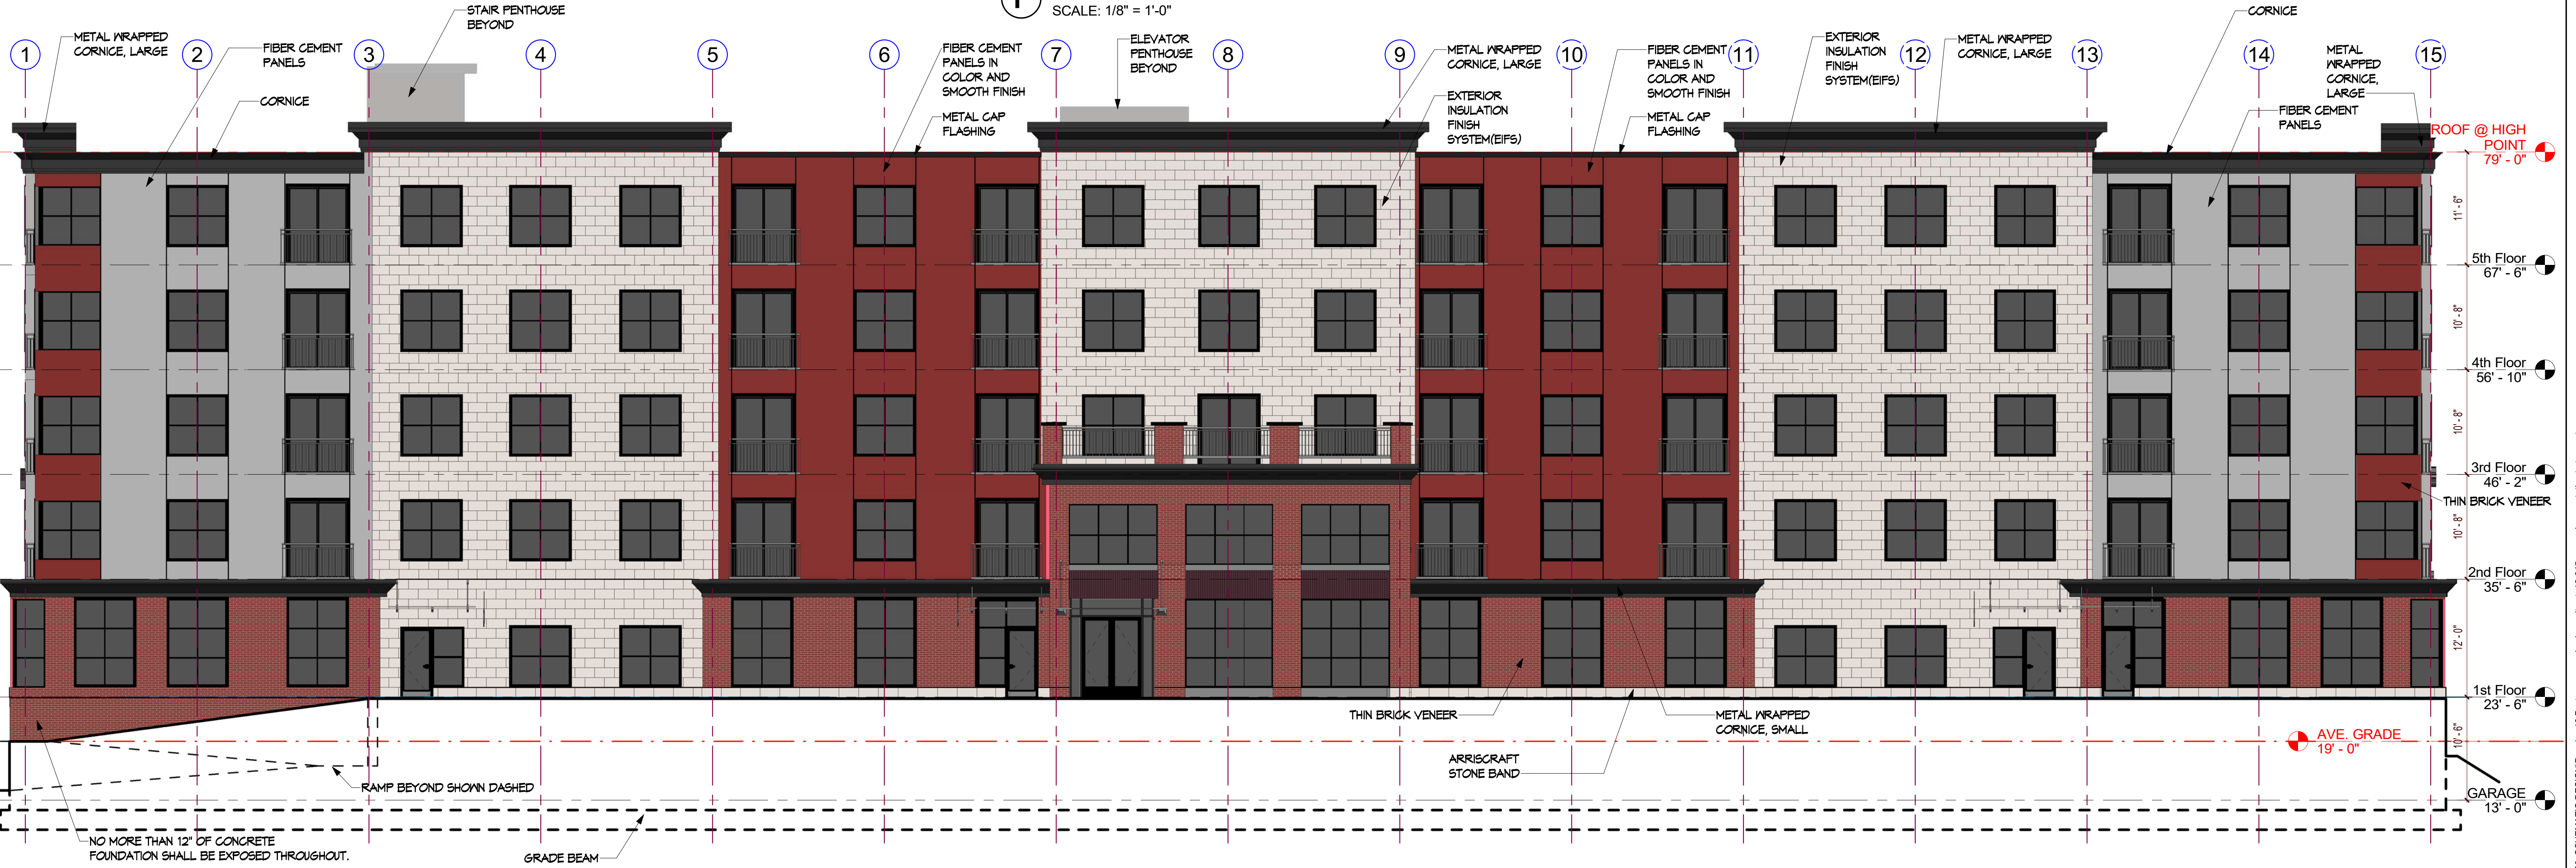 SCALE: 1/8" = 1'-0"
STAIR PENTHOUSE
BEYOND
CORNICE
METAL WRAPPED
CORNICE, LARGE
FIBER CEMENT
PANELS
CORNICE
FIBER CEMENT
PANELS IN
COLOR AND
SMOOTH FINISH
METAL CAP
FLASHING
ELEVATOR
PENTHOUSE
BEYOND
METAL WRAPPED
CORNICE, LARGE
EXTERIOR
INSULATION
FINISH
SYSTEM(EIFS)
FIBER CEMENT
PANELS IN
COLOR AND
SMOOTH FINISH
METAL CAP
FLASHING
EXTERIOR
INSULATION
FINISH
SYSTEM(EIFS)
METAL WRAPPED
CORNICE, LARGE
METAL
WRAPPED
CORNICE,
LARGE
FIBER CEMENT
PANELS
1 2 3 4 5 6 7 8 9 10 11 12 13 14 15
ROOF @ HIGH
POINT
79' - 0"
11' - 6"
5th Floor
67' - 6"
10' - 8"
4th Floor
56' - 10"
10' - 8"
3rd Floor
46' - 2"
THIN BRICK VENEER
10' - 8"
2nd Floor
35' - 6"
12' - 0"
1st Floor
23' - 6"
10' - 6"
AVE. GRADE
19' - 0"
GARAGE
13' - 0"
THIN BRICK VENEER
METAL WRAPPED
CORNICE, SMALL
ARRISCRAFT
STONE BAND
RAMP BEYOND SHOWN DASHED
NO MORE THAN 12" OF CONCRETE
FOUNDATION SHALL BE EXPOSED THROUGHOUT.
GRADE BEAM